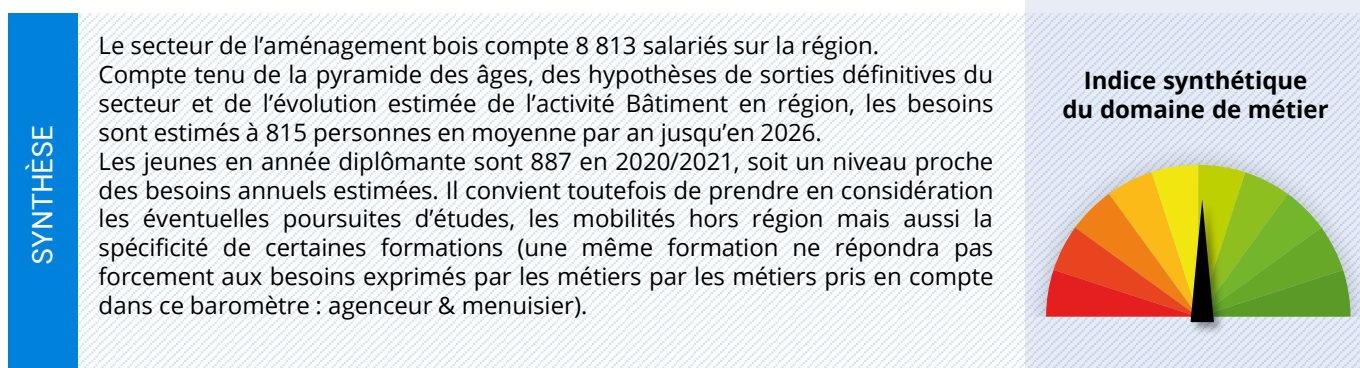 SYNTHÈSE
Le secteur de l’aménagement bois compte 8 813 salariés sur la région.
Compte tenu de la pyramide des âges, des hypothèses de sorties définitives du
secteur et de l’évolution estimée de l’activité Bâtiment en région, les besoins
sont estimés à 815 personnes en moyenne par an jusqu’en 2026.
Les jeunes en année diplômante sont 887 en 2020/2021, soit un niveau proche
des besoins annuels estimées. Il convient toutefois de prendre en considération
les éventuelles poursuites d’études, les mobilités hors région mais aussi la
spécificité de certaines formations (une même formation ne répondra pas
forcement aux besoins exprimés par les métiers par les métiers pris en compte
dans ce baromètre : agenceur & menuisier).
Indice synthétique
du domaine de métier